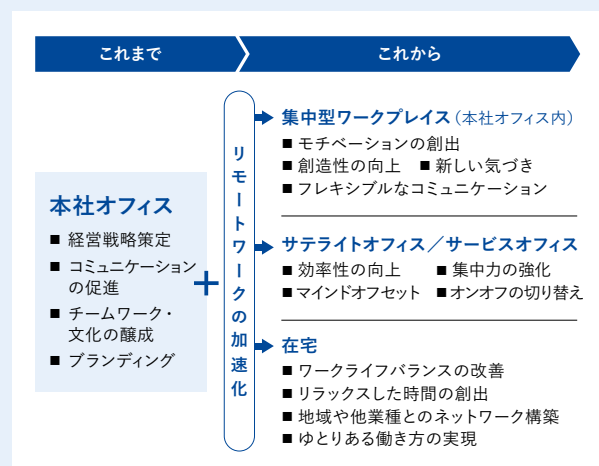 これまで
これから
本社オフィス
■ 経営戦略策定
■ コミュニケーション
の促進
■ チームワーク・
文化の醸成
■ ブランディング
+
リモートワークの加速化
集中型ワークプレイス（本社オフィス内）
■ モチベーションの創出
■ 創造性の向上 ■ 新しい気づき
■ フレキシブルなコミュニケーション
サテライトオフィス／サービスオフィス
■ 効率性の向上 ■ 集中力の強化
■ マインドオフセット ■ オンオフの切り替え
在宅
■ ワークライフバランスの改善
■ リラックスした時間の創出
■ 地域や他業種とのネットワーク構築
■ ゆとりある働き方の実現